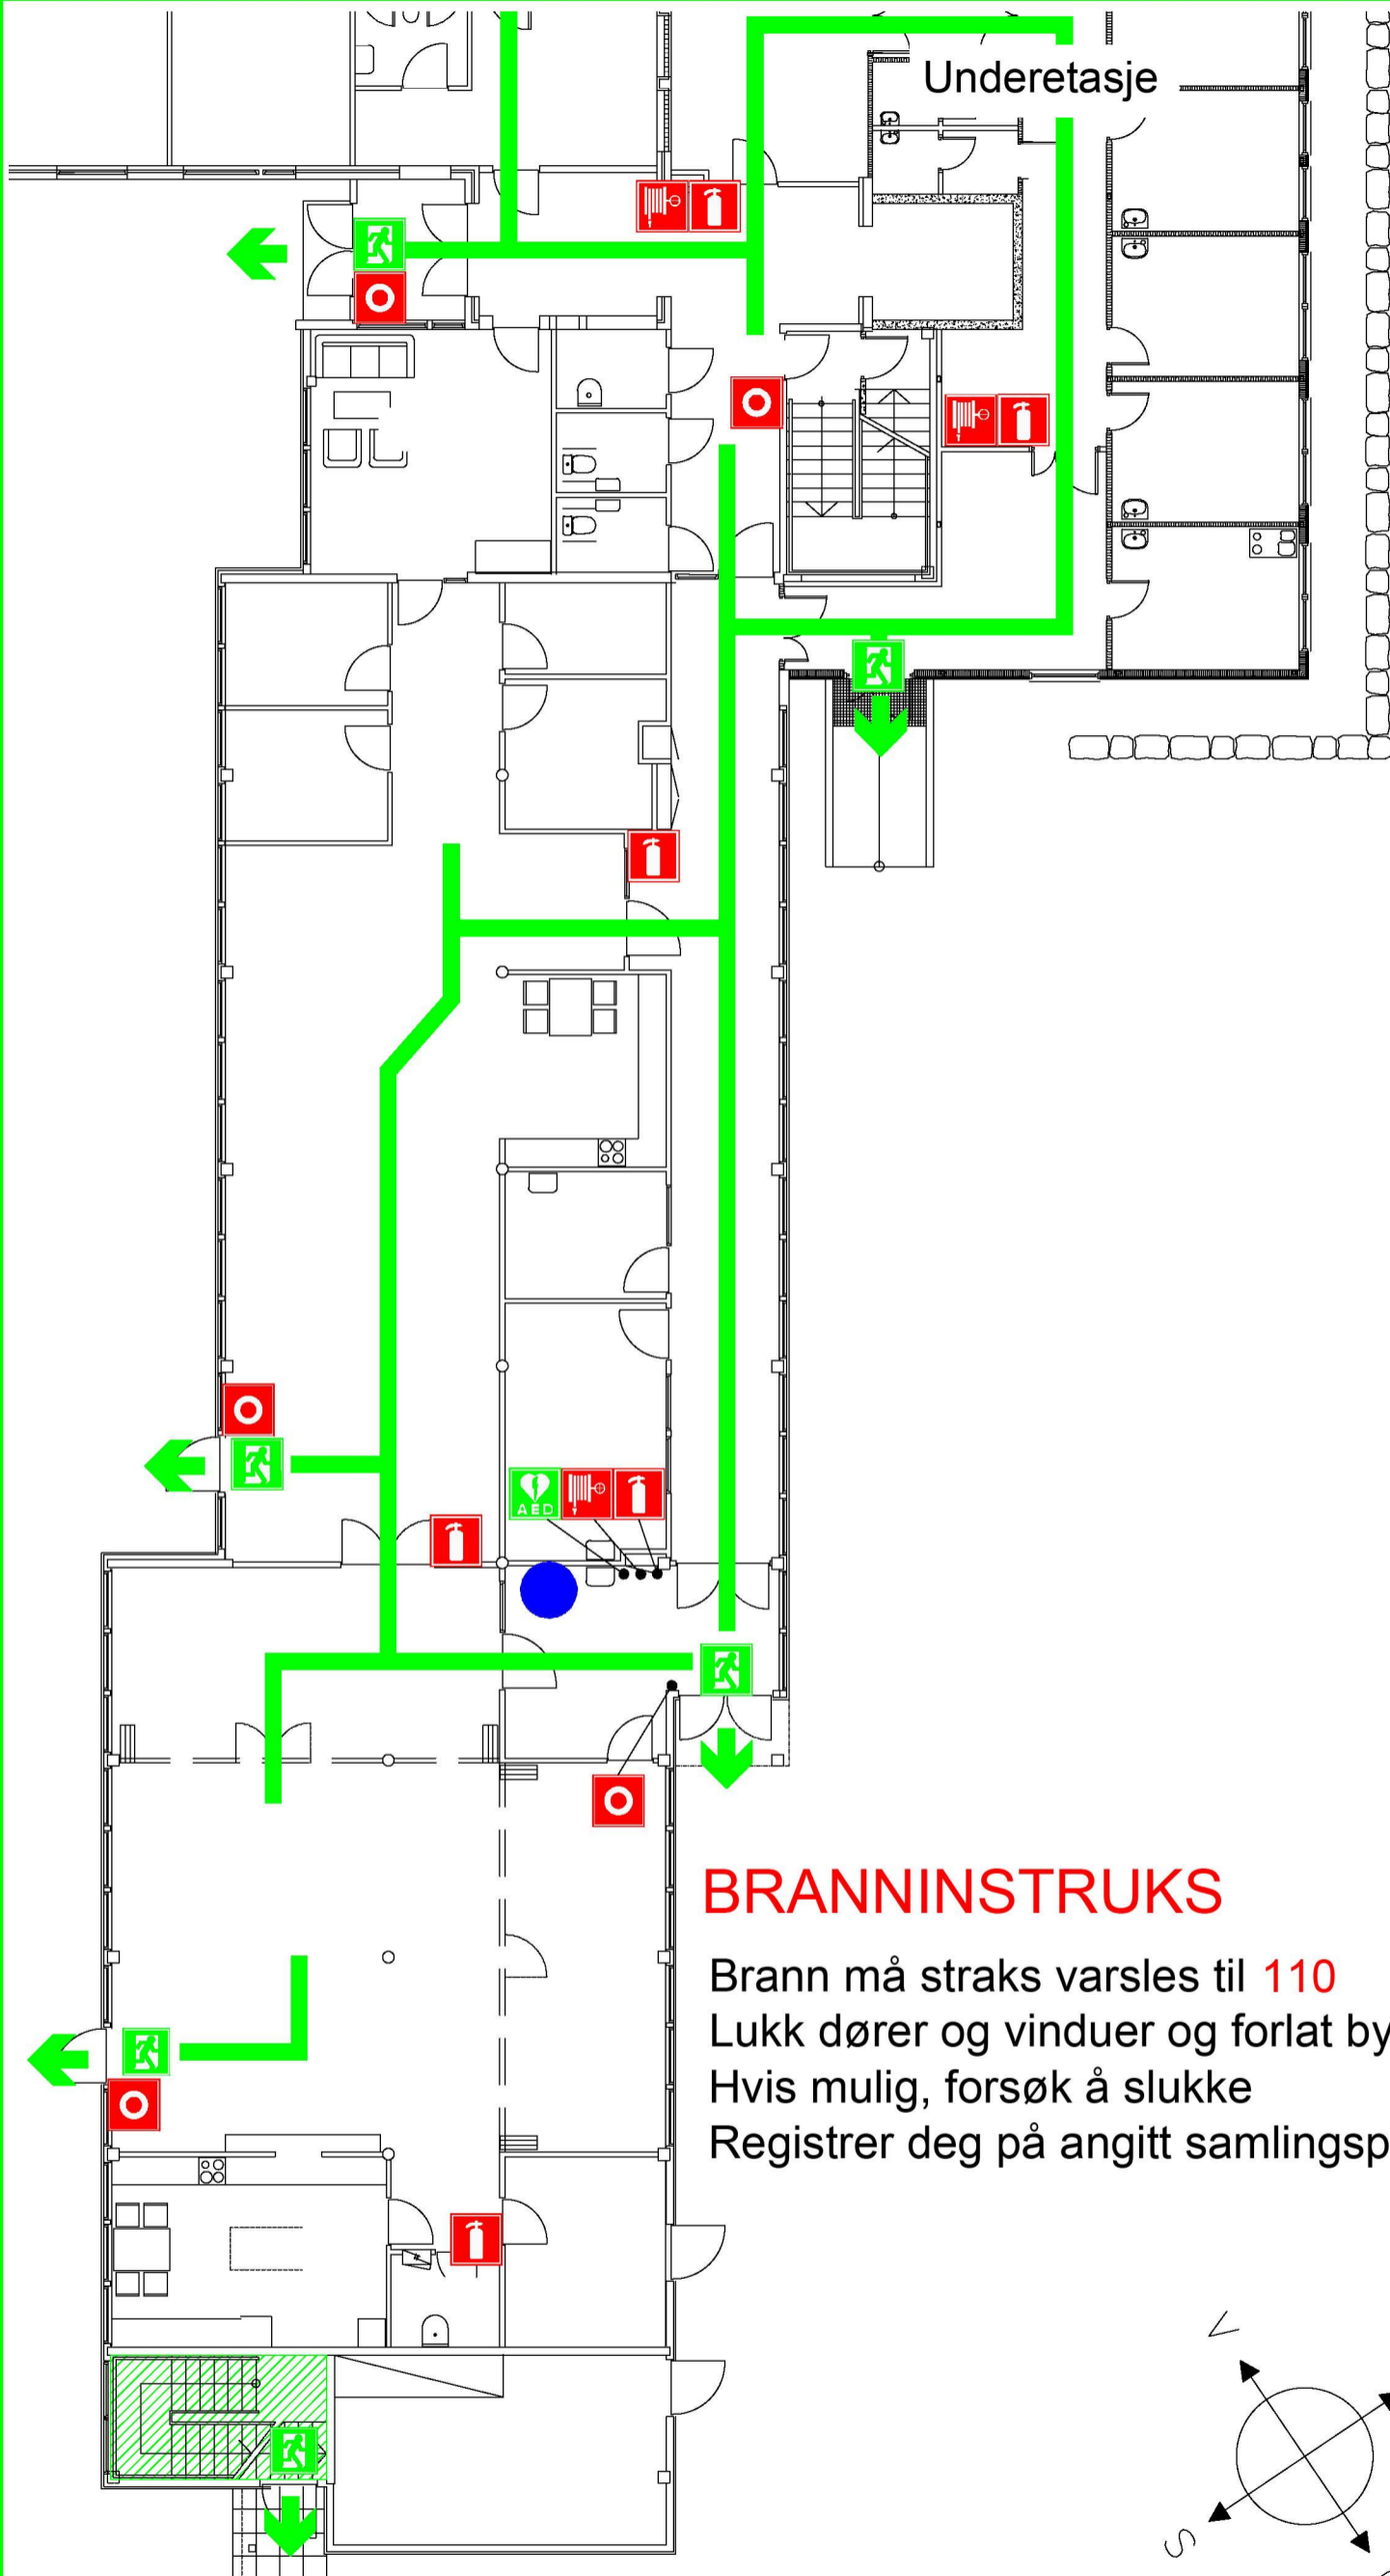 Underetasje
AED
BRANNINSTRUKS
Brann må straks varsles til 110
Lukk dører og vinduer og forlat by
Hvis mulig, forsøk å slukke
Registrer deg på angitt samlingsp
V
S